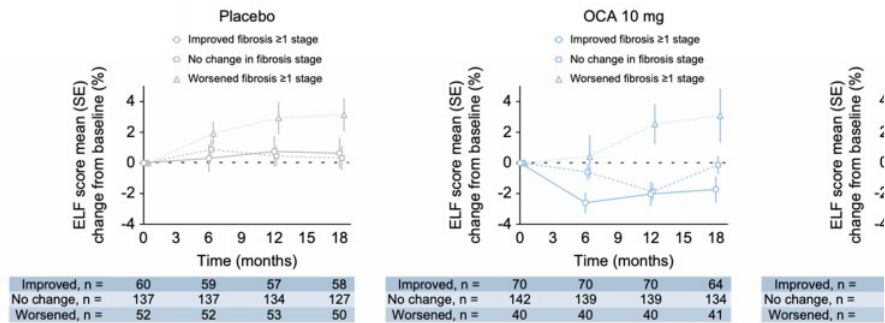 Placebo
Improved fibrosis ≥1 stage
No change in fibrosis stage
Worsened fibrosis ≥1 stage
ELF score mean (SE)
change from baseline (%)
4
2
0
-2
-4
0 3 6 9 12 15 18
Time (months)
Improved, n = 60 59 57 58
No change, n = 137 137 134 127
Worsened, n = 52 52 53 50
OCA 10 mg
Improved fibrosis ≥1 stage
No change in fibrosis stage
Worsened fibrosis ≥1 stage
ELF score mean (SE)
change from baseline (%)
4
2
0
-2
-4
0 3 6 9 12 15 18
Time (months)
Improved, n = 70 70 70 64
No change, n = 142 139 139 134
Worsened, n = 40 40 40 41
ELF score mean (SE)
change from baseline (%)
Improved, n =
No change, n =
Worsened, n =